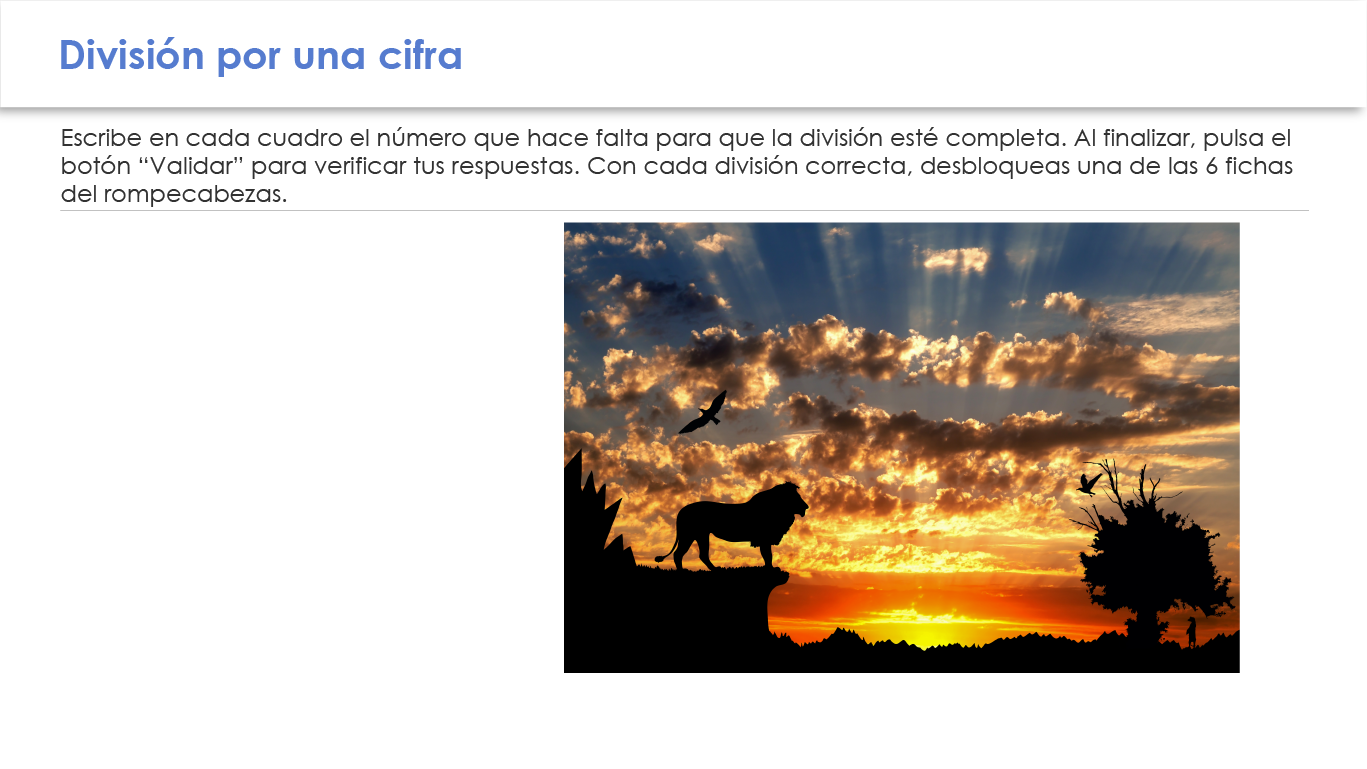 División por una cifra
Escribe en cada cuadro el número que hace falta para que la división esté completa. Al finalizar, pulsa el
botón “Validar” para verificar tus respuestas. Con cada división correcta, desbloqueas una de las 6 fichas
del rompecabezas.